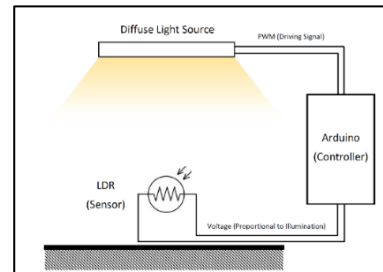 Diffuse Light Source
PWM (Driving Signal)
Arduino
(Controller)
LDR
(Sensor)
Voltage (Proportional to Illumination)